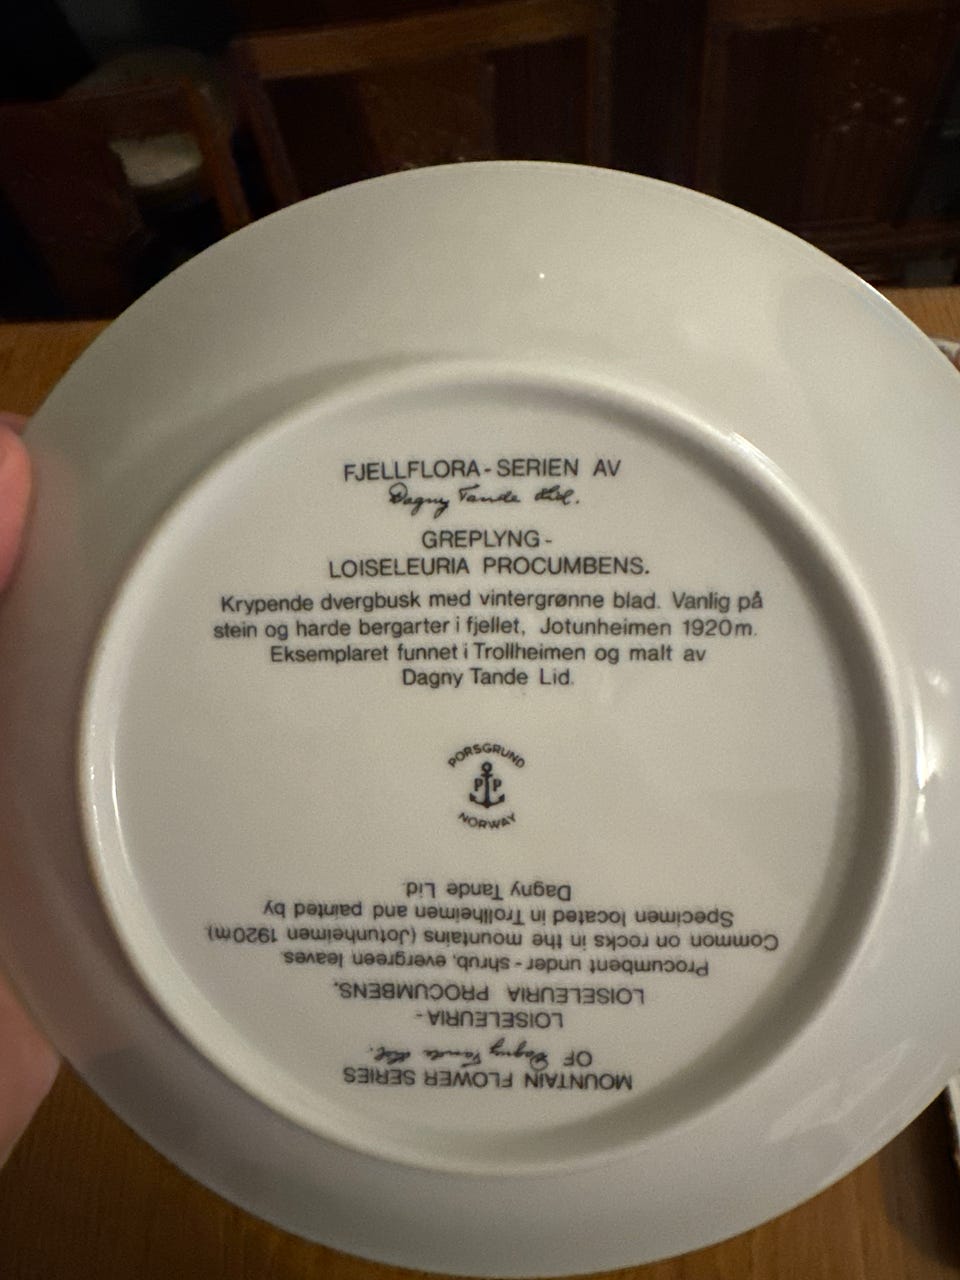 FJELLFLORA-SERIEN AV
Dagny Tande Lid.
GREPLYNG-
LOISELEURIA PROCUMBENS.
Krypende dvergbusk med vintergrønne blad. Vanlig på
stein og harde bergarter i fjellet, Jotunheimen 1920m.
Eksemplaret funnet i Trollheimen og malt av
Dagny Tande Lid.
PORSGRUND
PP
NORWAY
MOUNTAIN FLOWER SERIES
OF Dagny Tande Lid.
LOISELEURIA-
LOISELEURIA PROCUMBENS.
Procumbent under-shrub, evergreen leaves.
Common on rocks in the mountains (Jotunheimen 1920m)
Specimen located in Trollheimen and painted by
Dagny Tande Lid.